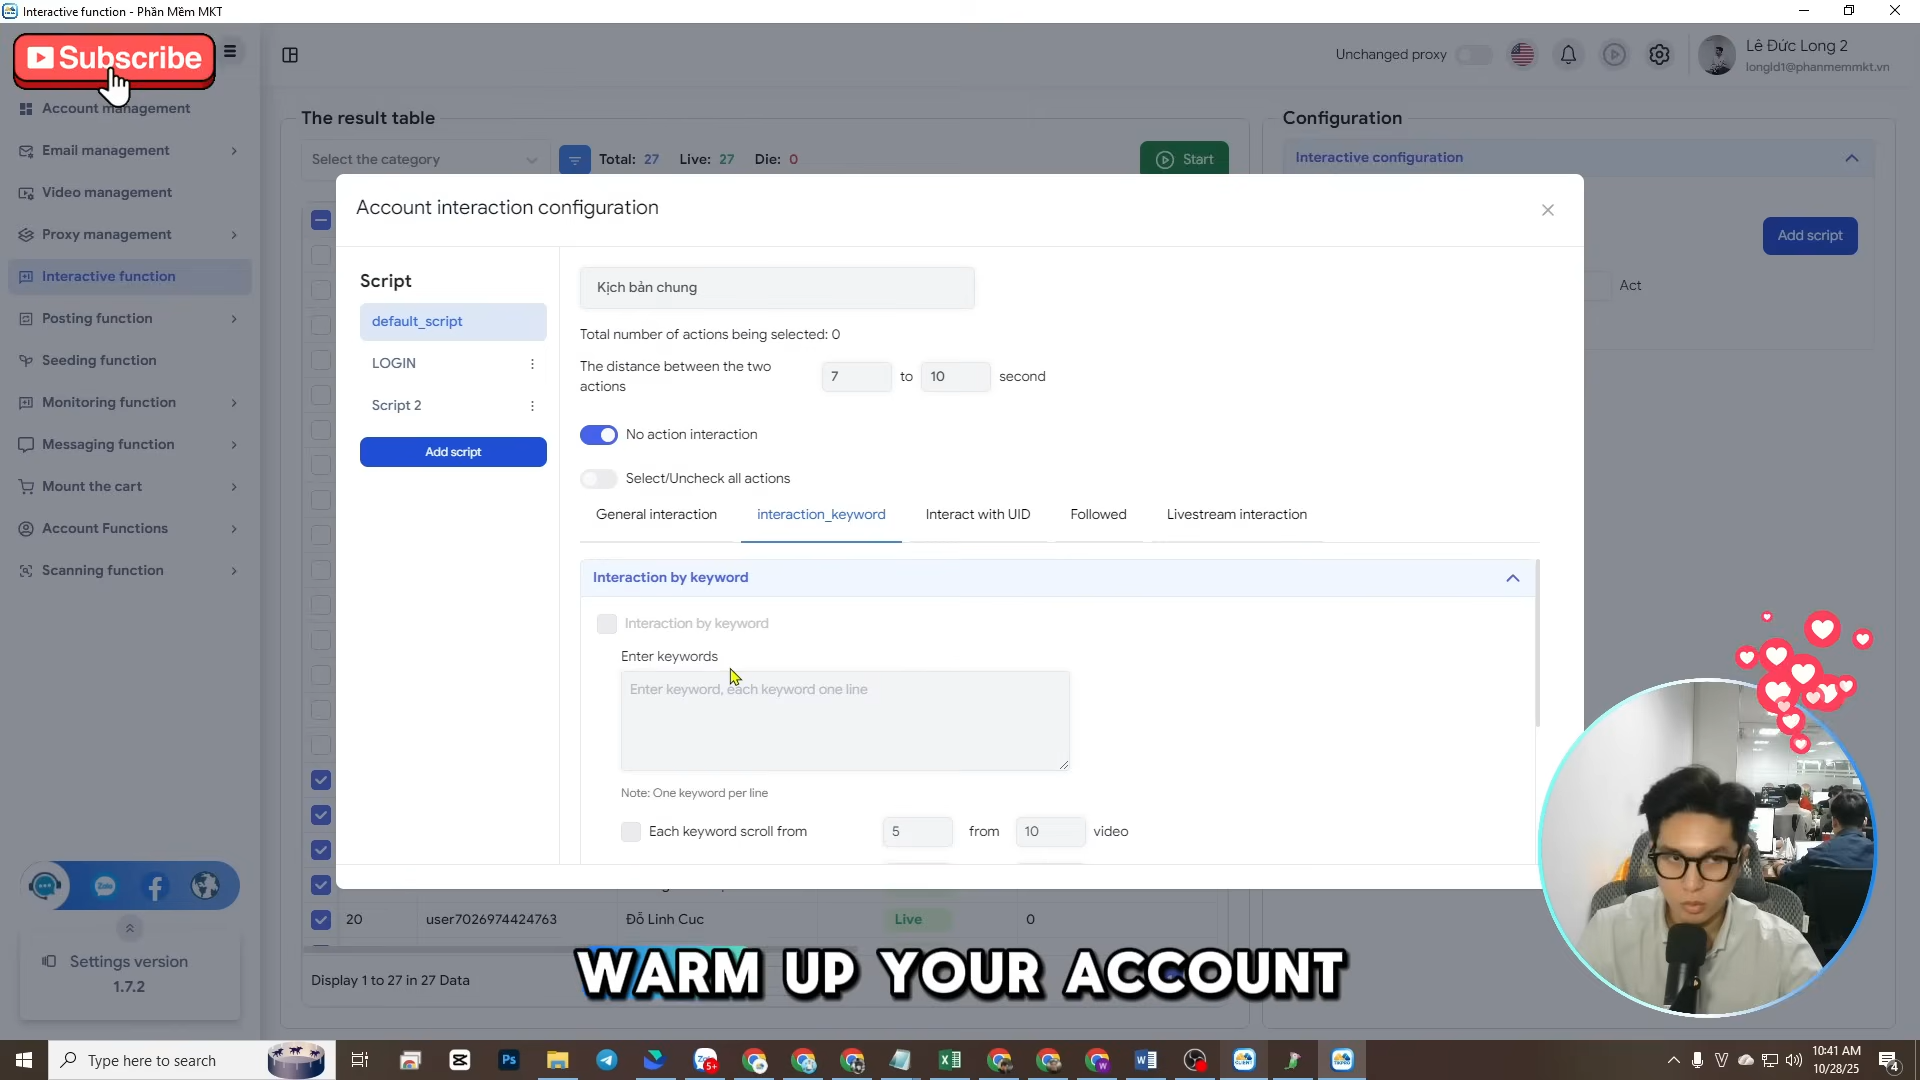 Interactive function - Phần Mềm MKT
Subscribe
Unchanged proxy
Lê Đức Long 2
longld1@phanmemmkt.vn
Account management
Email management
Video management
Proxy management
Interactive function
Posting function
Seeding function
Monitoring function
Messaging function
Mount the cart
Account Functions
Scanning function
Settings version
1.7.2
The result table
Select the category
Total: 27 Live: 27 Die: 0
Start
Configuration
Interactive configuration
Add script
Act
Account interaction configuration
Script
default_script
LOGIN
Script 2
Add script
Kịch bản chung
Total number of actions being selected: 0
The distance between the two
actions
7 to 10 second
No action interaction
Select/Uncheck all actions
General interaction interaction_keyword Interact with UID Followed Livestream interaction
Interaction by keyword
Interaction by keyword
Enter keywords
Enter keyword, each keyword one line
Note: One keyword per line
Each keyword scroll from 5 from 10 video
20 user7026974424763 Đỗ Linh Cuc Live 0
Display 1 to 27 in 27 Data
WARM UP YOUR ACCOUNT
Type here to search
10:41 AM
10/28/25